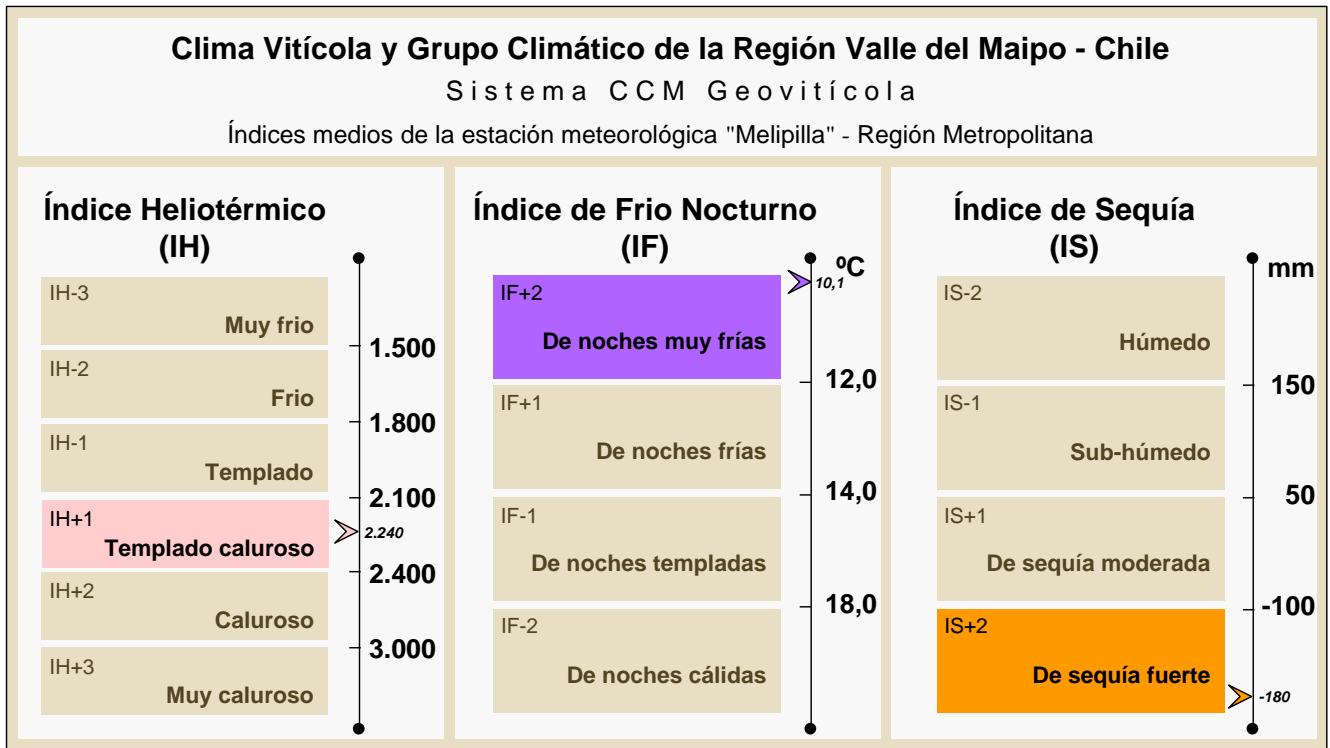 Clima Vitícola y Grupo Climático de la Región Valle del Maipo - Chile
Sistema CCM Geovitícola
Índices medios de la estación meteorológica "Melipilla" - Región Metropolitana
Índice Heliotérmico
(IH)
IH-3
Muy frio
1.500
IH-2
Frio
1.800
IH-1
Templado
2.100
IH+1
2.240
Templado caluroso
2.400
IH+2
Caluroso
3.000
IH+3
Muy caluroso
Índice de Frio Nocturno
(IF)
ºC
10,1
IF+2
De noches muy frías
12,0
IF+1
De noches frías
14,0
IF-1
De noches templadas
18,0
IF-2
De noches cálidas
Índice de Sequía
(IS)
mm
IS-2
Húmedo
150
IS-1
Sub-húmedo
50
IS+1
De sequía moderada
-100
IS+2
De sequía fuerte
-180